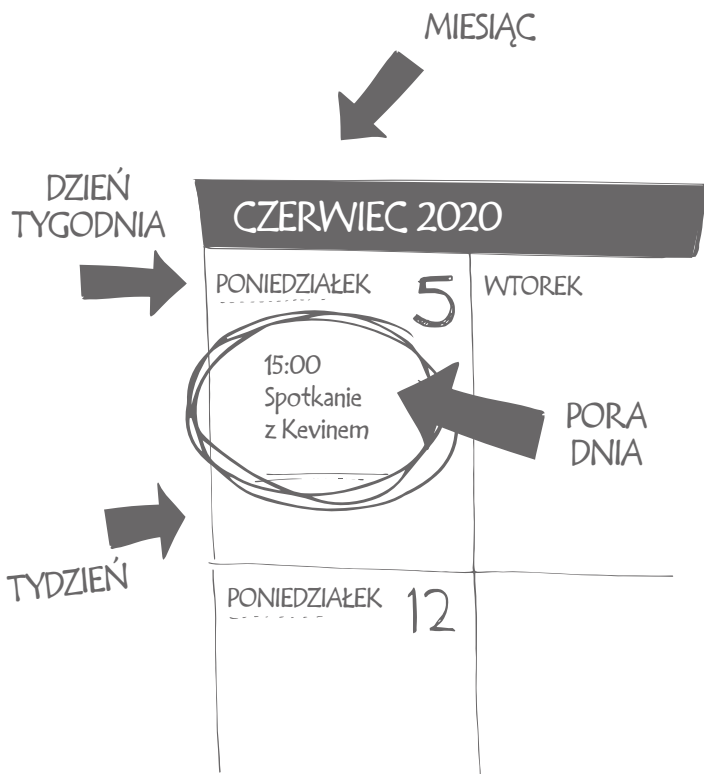 MIESIĄC
DZIEŃ
TYGODNIA
CZERWIEC 2020
PONIEDZIAŁEK 5 WTOREK
15:00
Spotkanie
z Kevinem
PORA
DNIA
TYDZIEŃ
PONIEDZIAŁEK 12